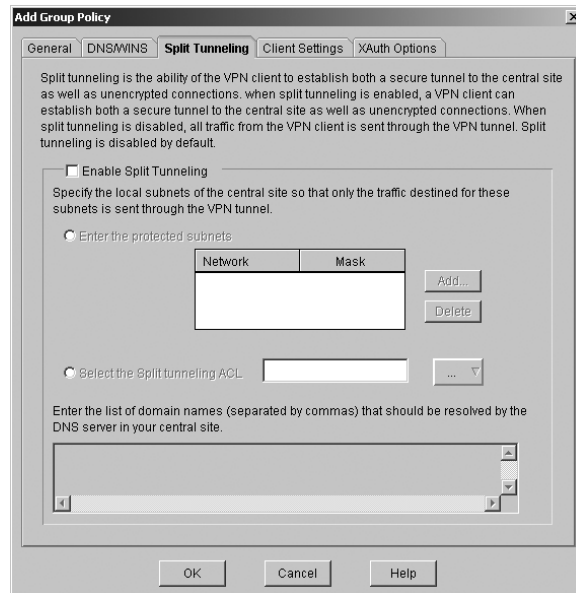 Add Group Policy
General DNS/WINS Split Tunneling Client Settings XAuth Options
Split tunneling is the ability of the VPN client to establish both a secure tunnel to the central site
as well as unencrypted connections. when split tunneling is enabled, a VPN client can
establish both a secure tunnel to the central site as well as unencrypted connections. When
split tunneling is disabled, all traffic from the VPN client is sent through the VPN tunnel. Split
tunneling is disabled by default.
Enable Split Tunneling
Specify the local subnets of the central site so that only the traffic destined for these
subnets is sent through the VPN tunnel.
Enter the protected subnets
Network Mask
Add...
Delete
Select the Split tunneling ACL ...
Enter the list of domain names (separated by commas) that should be resolved by the
DNS server in your central site.
OK Cancel Help